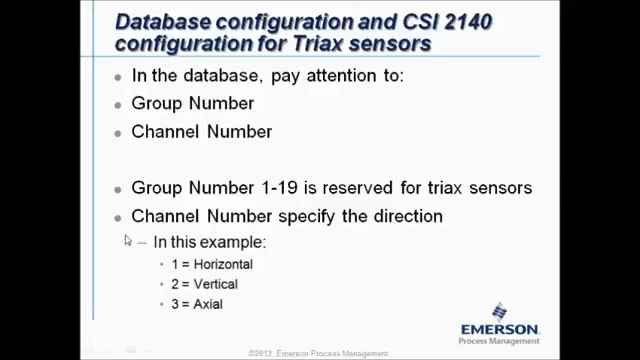 Database configuration and CSI 2140
configuration for Triax sensors
In the database, pay attention to:
Group Number
Channel Number
Group Number 1-19 is reserved for triax sensors
Channel Number specify the direction
– In this example:
1 = Horizontal
2 = Vertical
3 = Axial
EMERSON
Process Management
©2013 Emerson Process Management